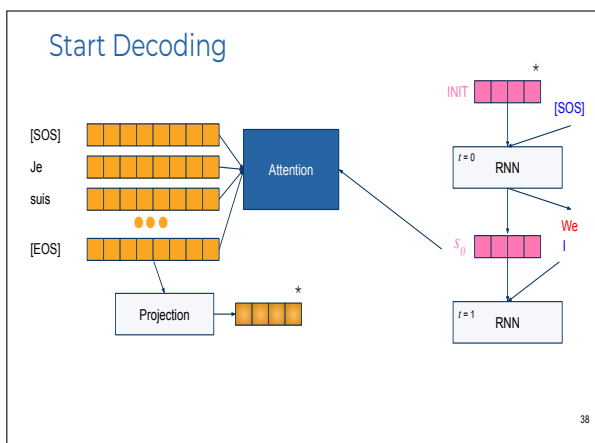 Start Decoding
*
INIT
[SOS]
[SOS]
Je
suis
[EOS]
Attention
t = 0
RNN
We
I
s0
*
Projection
t = 1
RNN
38